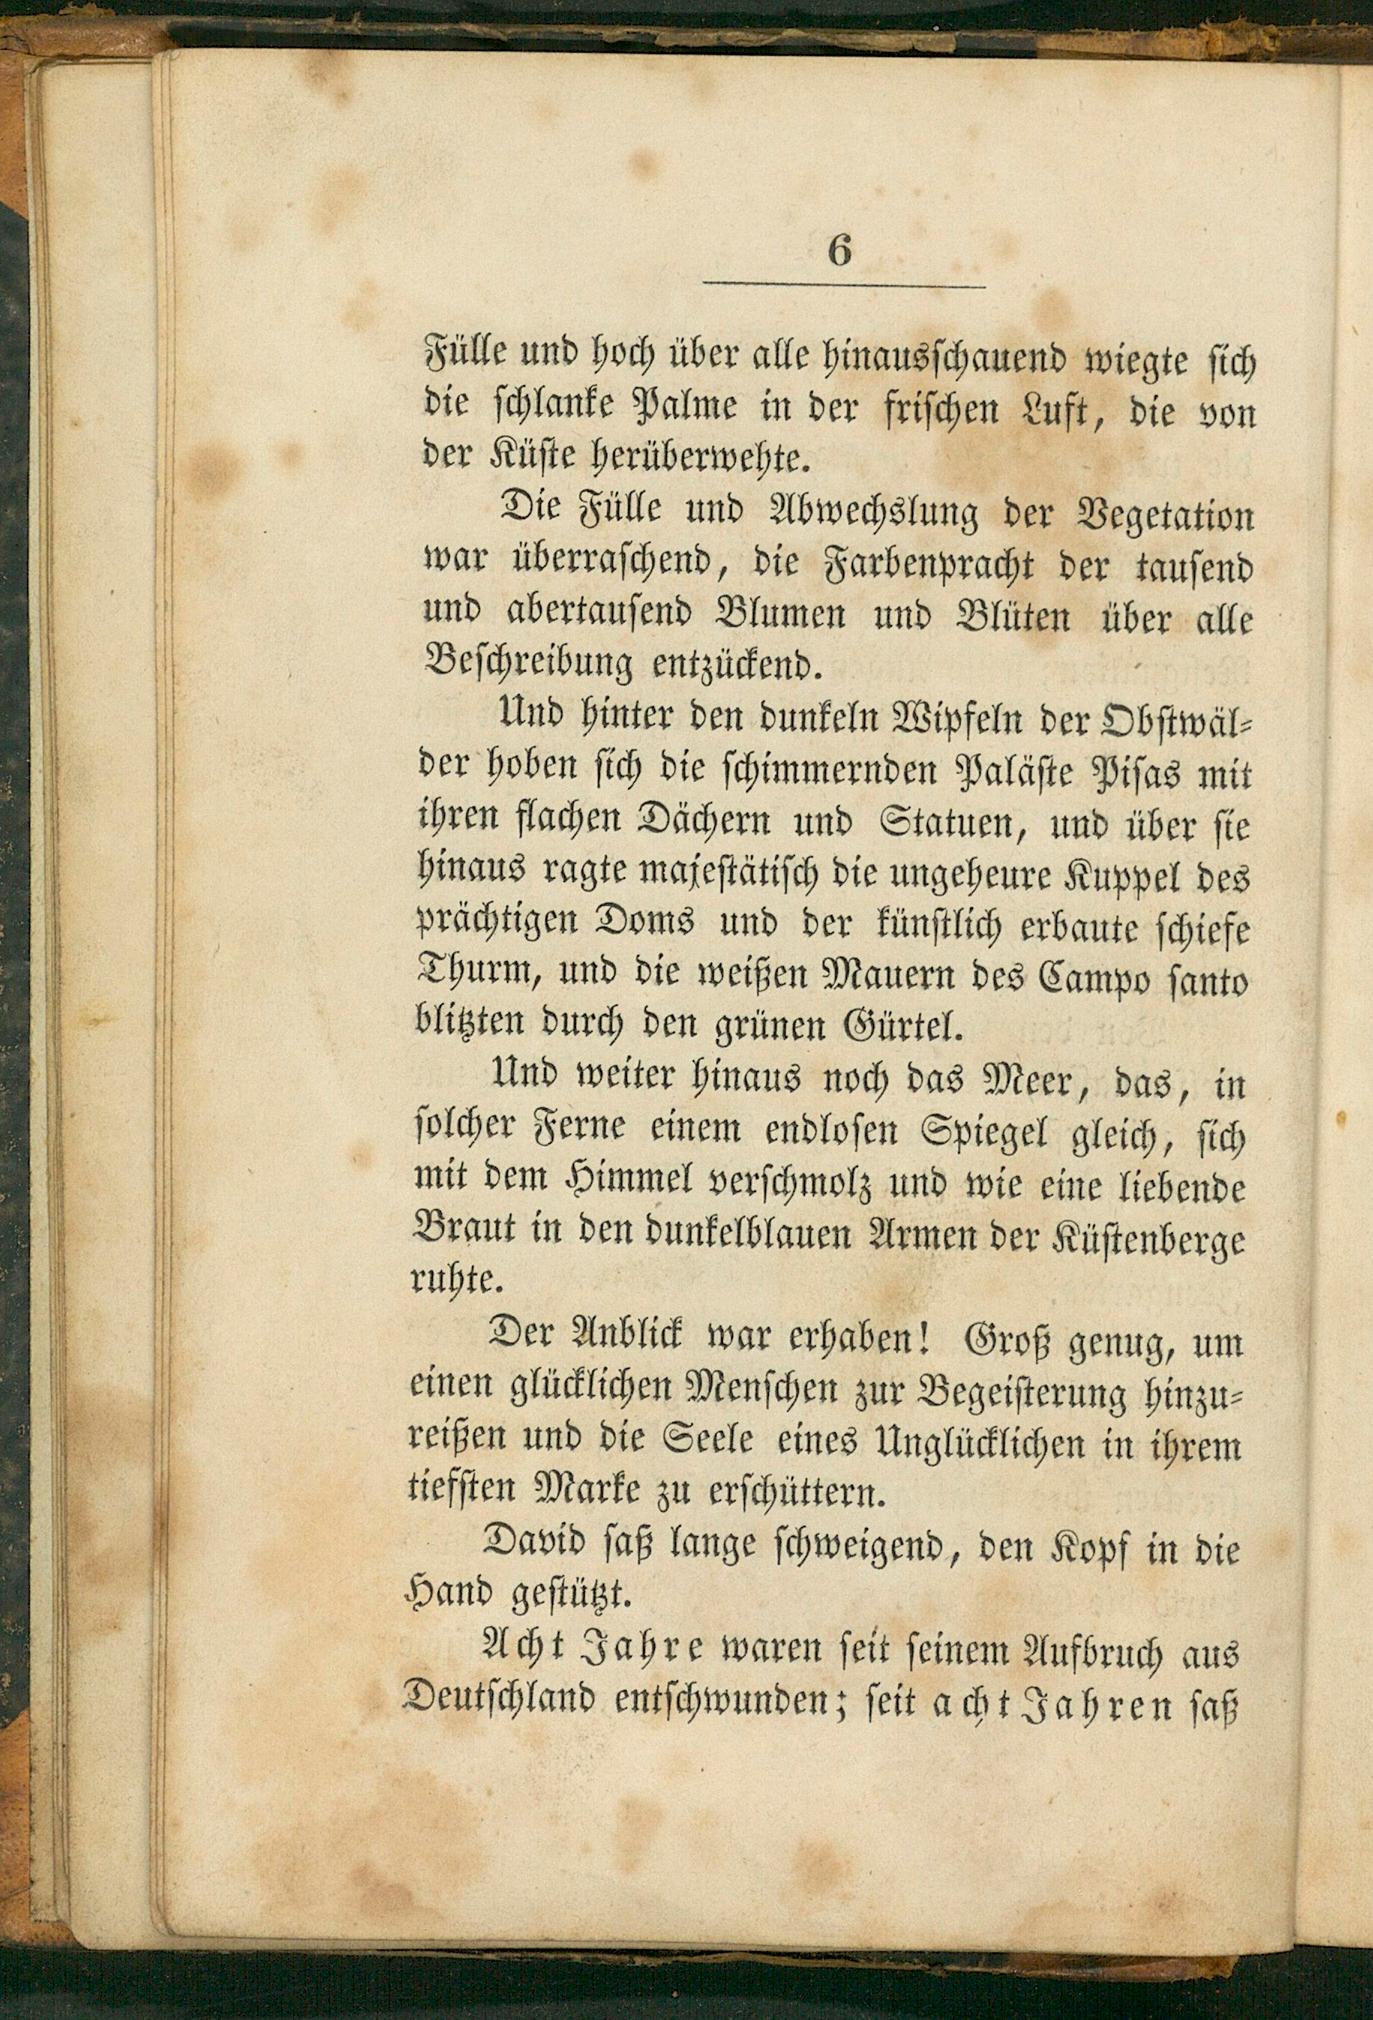 6
Fülle und hoch über alle hinausschauend wiegte sich
die schlanke Palme in der frischen Luft, die von
der Küste herüberwehte.
Die Fülle und Abwechslung der Vegetation
war überraschend, die Farbenpracht der tausend
und abertausend Blumen und Blüten über alle
Beschreibung entzückend.
Und hinter den dunkeln Wipfeln der Obstwäl-
der hoben sich die schimmernden Paläste Pisas mit
ihren flachen Dächern und Statuen, und über sie
hinaus ragte majestätisch die ungeheure Kuppel des
prächtigen Doms und der künstlich erbaute schiefe
Thurm, und die weißen Mauern des Campo santo
blitzten durch den grünen Gürtel.
Und weiter hinaus noch das Meer, das, in
solcher Ferne einem endlosen Spiegel gleich, sich
mit dem Himmel verschmolz und wie eine liebende
Braut in den dunkelblauen Armen der Küstenberge
ruhte.
Der Anblick war erhaben! Groß genug, um
einen glücklichen Menschen zur Begeisterung hinzu-
reißen und die Seele eines Unglücklichen in ihrem
tiefsten Marke zu erschüttern.
David saß lange schweigend, den Kopf in die
Hand gestützt.
Acht Jahre waren seit seinem Aufbruch aus
Deutschland entschwunden; seit acht Jahren saß